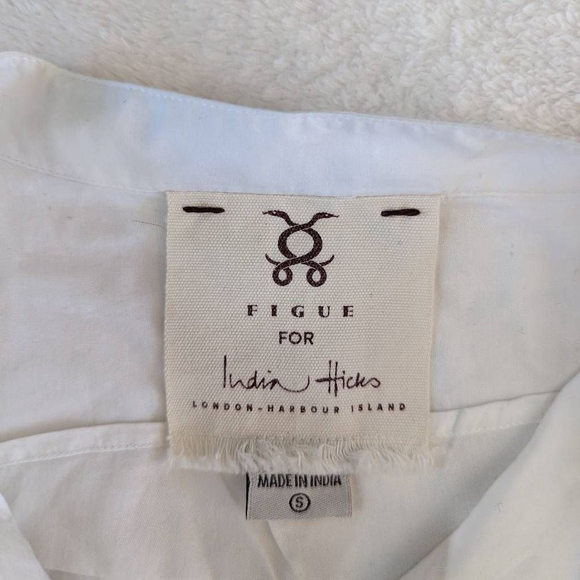 FIGUE
FOR
India Hicks
LONDON-HARBOUR ISLAND
MADE IN INDIA
S